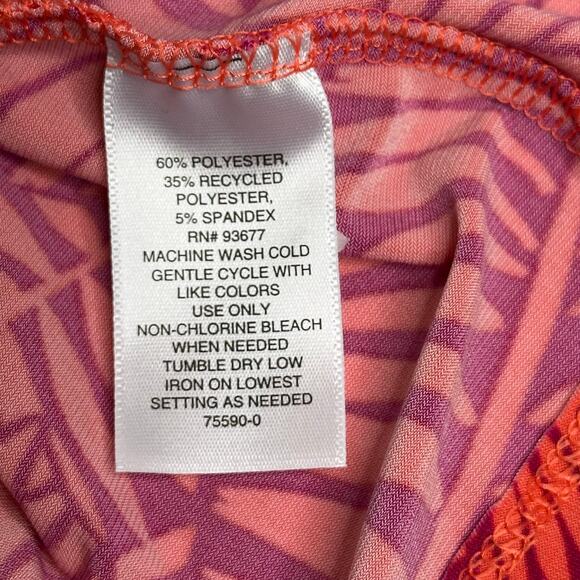 60% POLYESTER,
35% RECYCLED
POLYESTER,
5% SPANDEX
RN# 93677
MACHINE WASH COLD
GENTLE CYCLE WITH
LIKE COLORS
USE ONLY
NON-CHLORINE BLEACH
WHEN NEEDED
TUMBLE DRY LOW
IRON ON LOWEST
SETTING AS NEEDED
75590-0